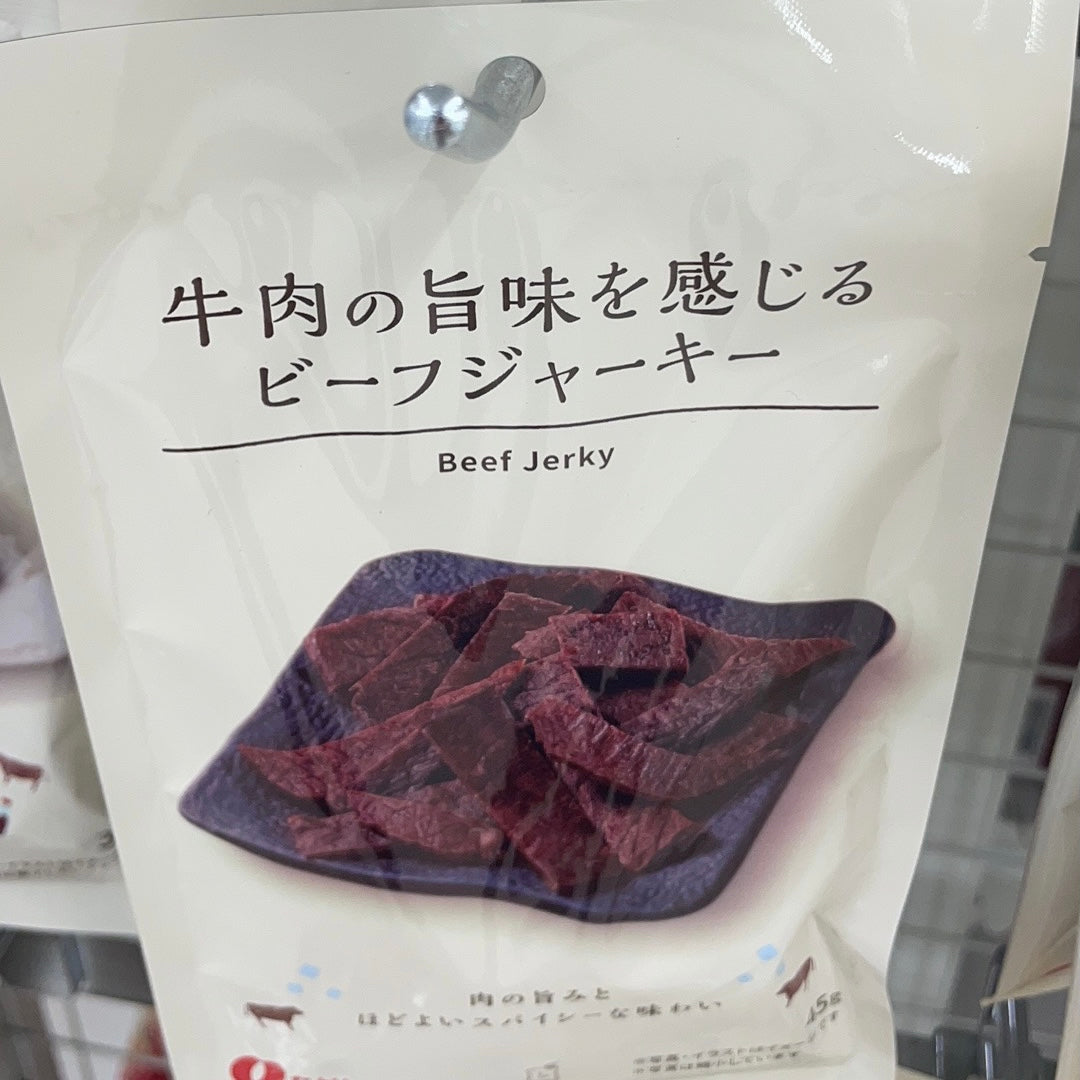 牛肉の旨味を感じる
ビーフジャーキー
Beef Jerky
肉の旨みと
ほどよいスパイシーな味わい